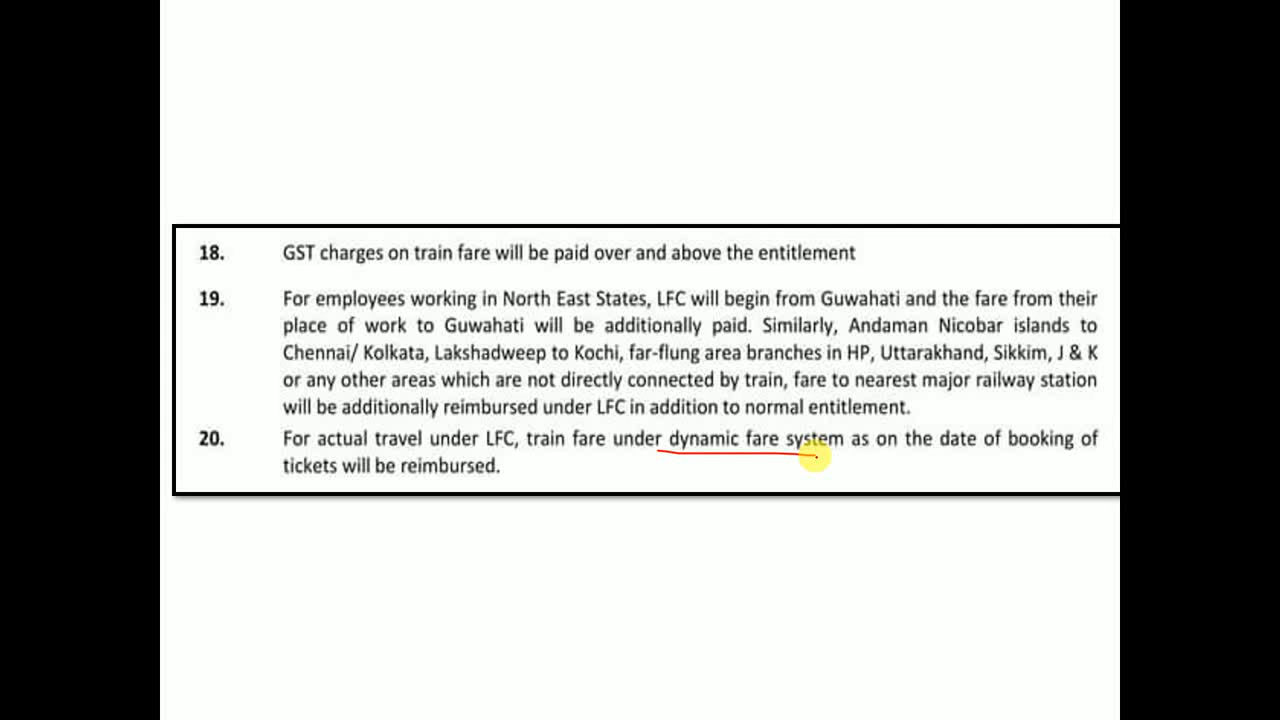 18. GST charges on train fare will be paid over and above the entitlement
19. For employees working in North East States, LFC will begin from Guwahati and the fare from their
place of work to Guwahati will be additionally paid. Similarly, Andaman Nicobar islands to
Chennai/ Kolkata, Lakshadweep to Kochi, far-flung area branches in HP, Uttarakhand, Sikkim, J & K
or any other areas which are not directly connected by train, fare to nearest major railway station
will be additionally reimbursed under LFC in addition to normal entitlement.
20. For actual travel under LFC, train fare under dynamic fare system as on the date of booking of
tickets will be reimbursed.